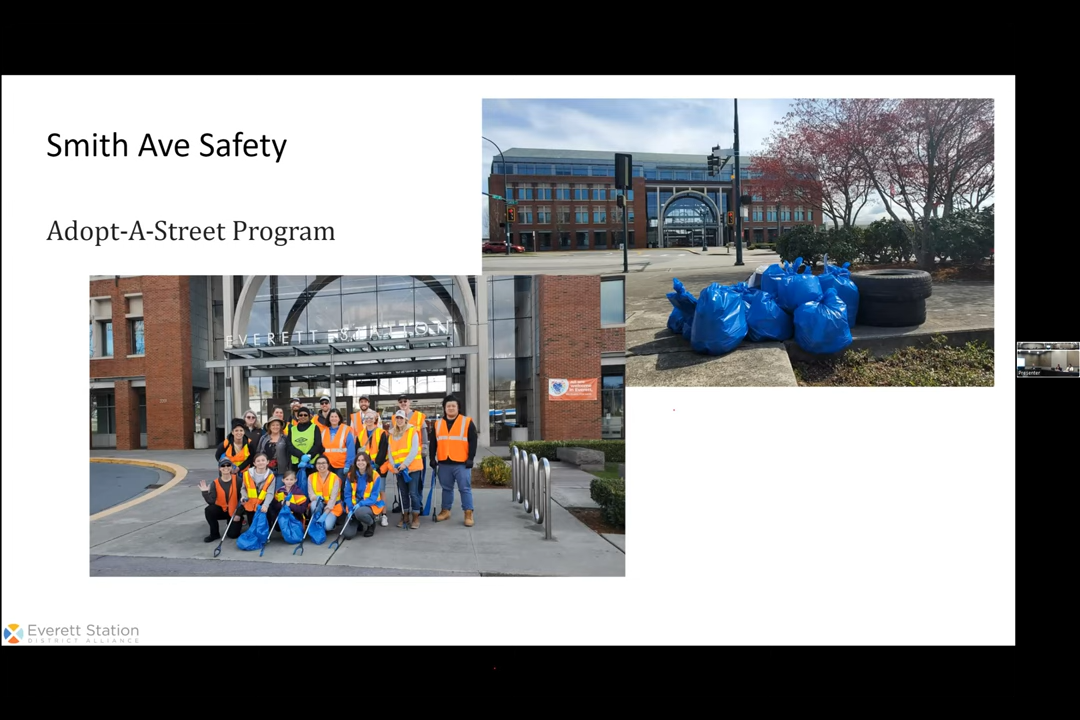 Smith Ave Safety
Adopt-A-Street Program
EVERETT STATION
Everett Station
DISTRICT ALLIANCE
Presenter